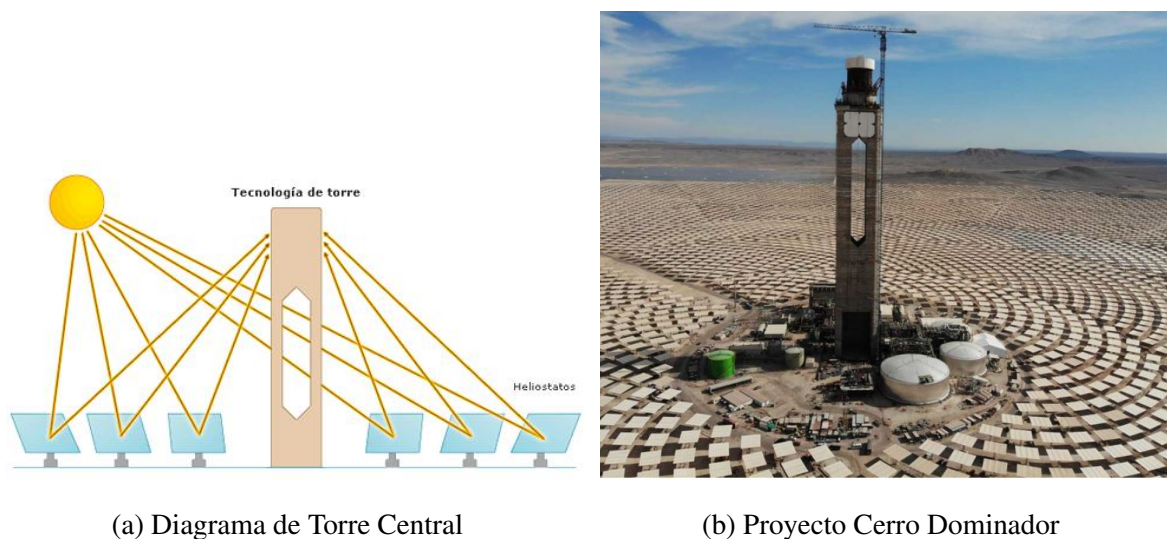 Tecnología de torre
Heliostatos
(a) Diagrama de Torre Central
(b) Proyecto Cerro Dominador